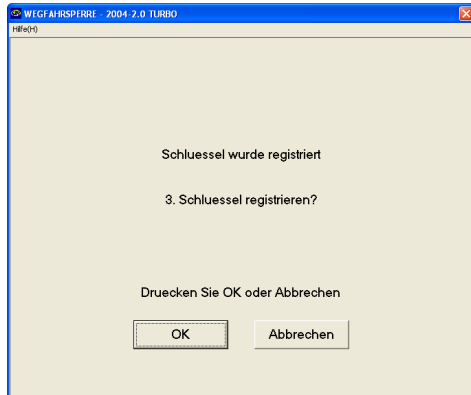 WEGFAHRSPERRE - 2004-2.0 TURBO
Hilfe(H)
Schluessel wurde registriert
3. Schluessel registrieren?
Druecken Sie OK oder Abbrechen
OK Abbrechen